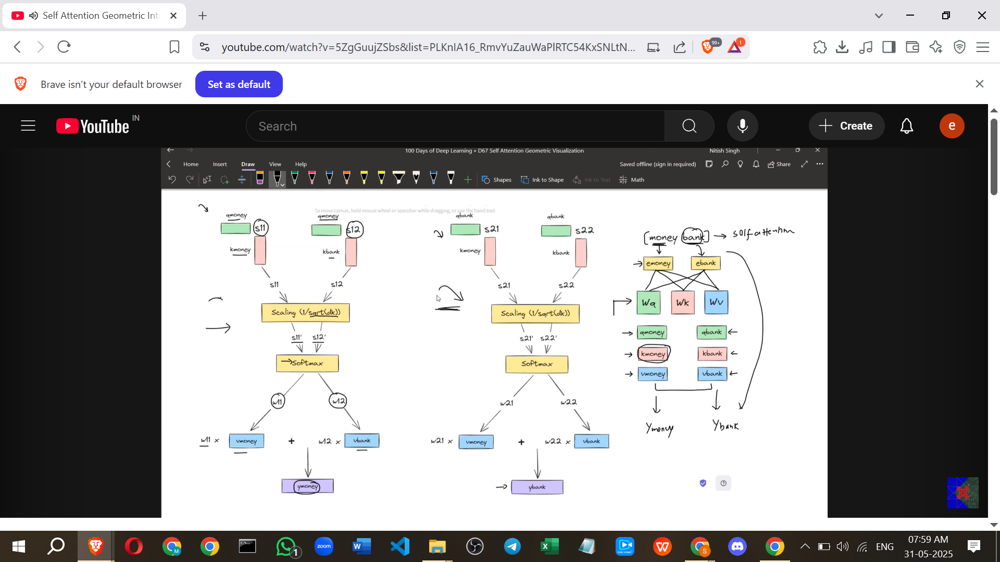 Self Attention Geometric Int
youtube.com/watch?v=5ZgGuujZSbs&list=PLKnIA16_RmvYuZauWaPlRTC54KxSNLtN...
99+
1
Brave isn't your default browser
Set as default
YouTube
IN
Search
Create
e
100 Days of Deep Learning » D67 Self Attention Geometric Visualization
Nitish Singh
Home Insert Draw View Help
Saved offline (sign in required)
Share
Shapes
Ink to Shape
Ink to Text
Math
To move canvas, hold mouse wheel or spacebar while dragging, or use the hand tool
qmoney
qmoney
qbank
qbank
s11
s12
s21
s22
kmoney
kbank
kmoney
kbank
s11
s12
s21
s22
Scaling (1/sqrt(dk))
Scaling (1/sqrt(dk))
s11'
s12'
s21'
s22'
Softmax
Softmax
w11
w12
w21
w22
w11 ×
vmoney
+
w12 ×
vbank
w21 ×
vmoney
+
w22 ×
vbank
ymoney
ybank
[money bank] → self attention
emoney
ebank
Wq
Wk
Wv
qmoney
qbank
kmoney
kbank
vmoney
vbank
Ymoney
Ybank
M
C:\_
1
zoom
W
X
W
S
ENG
07:59 AM
31-05-2025